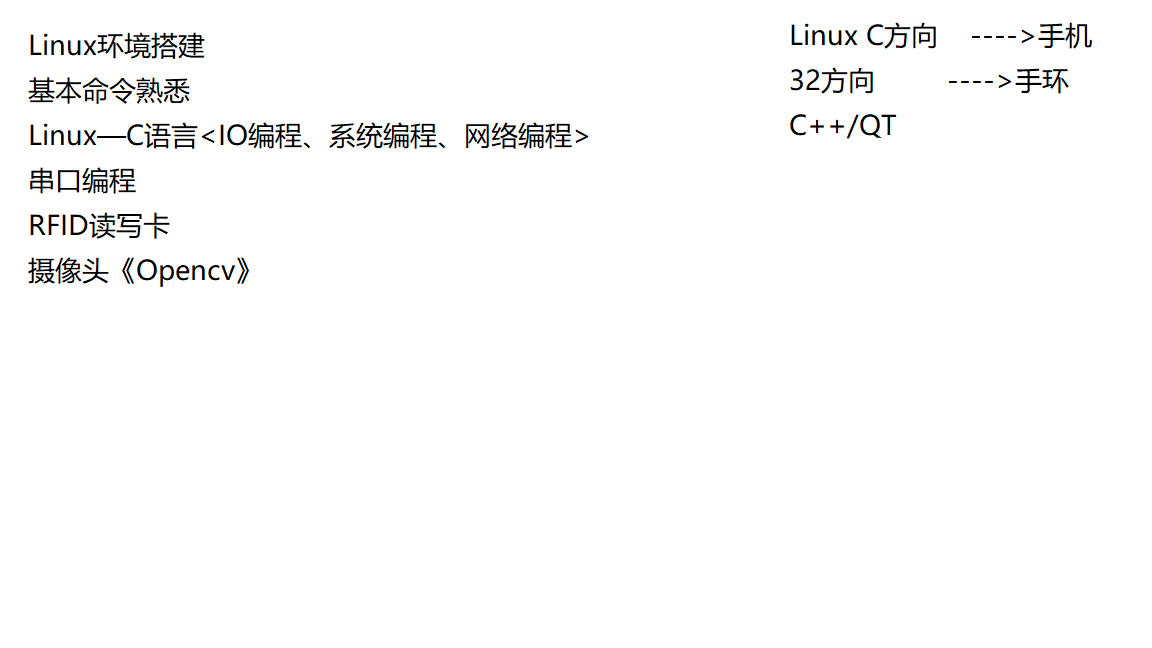 Linux环境搭建
基本命令熟悉
Linux—C语言<IO编程、系统编程、网络编程>
串口编程
RFID读写卡
摄像头《Opencv》
Linux C方向 ---->手机
32方向 ---->手环
C++/QT